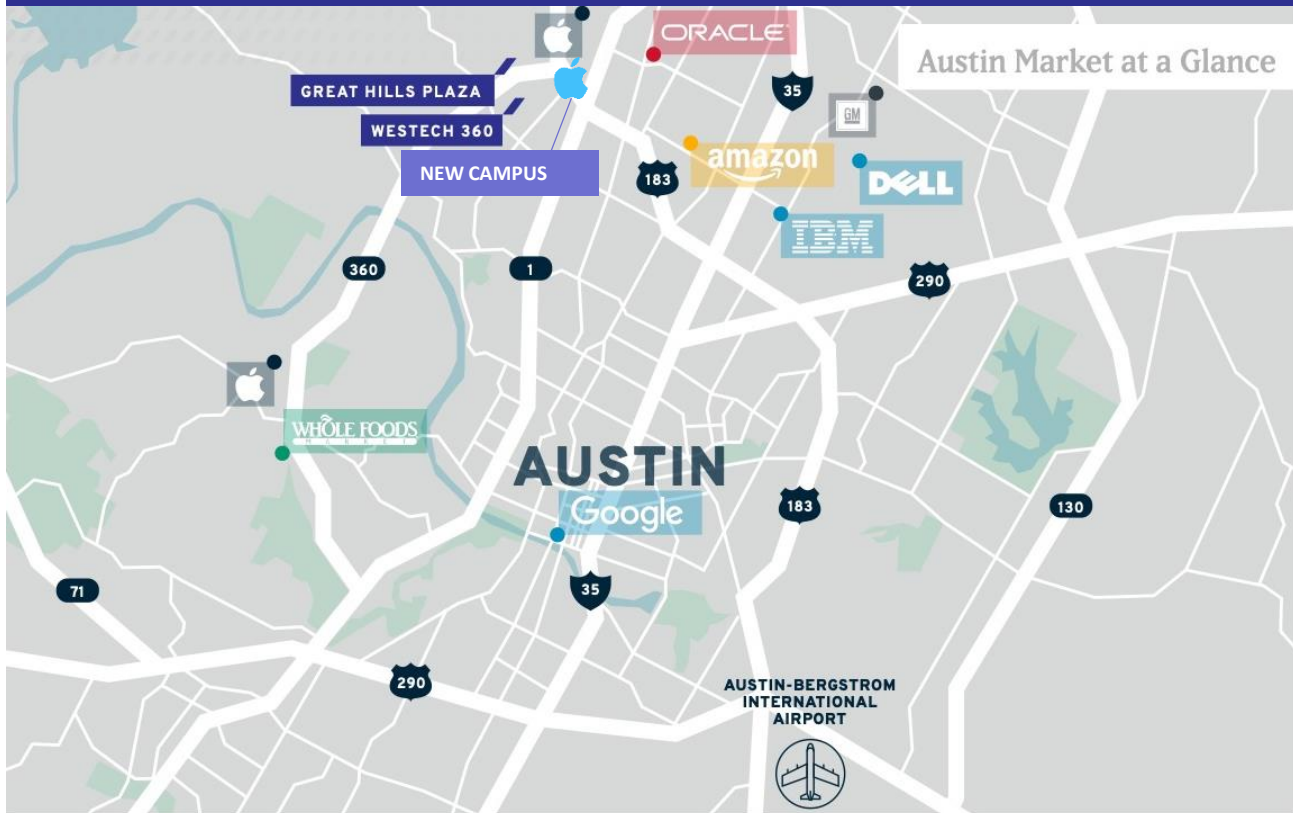 ORACLE
Austin Market at a Glance
GREAT HILLS PLAZA
35
GM
WESTECH 360
amazon
NEW CAMPUS
183
DELL
IBM
360
1
290
WHOLE FOODS
MARKET
AUSTIN
Google
183
130
71
35
290
AUSTIN-BERGSTROM
INTERNATIONAL
AIRPORT